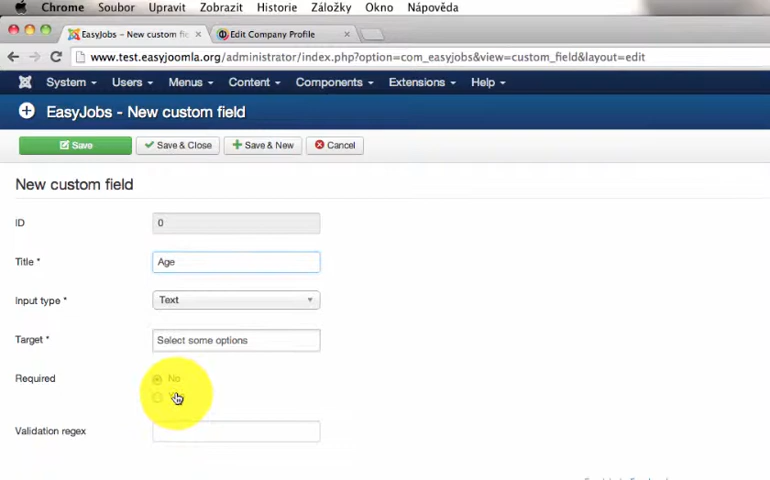 Chrome Soubor Upravit Zobrazit Historie Záložky Okno Nápověda
EasyJobs - New custom fi
Edit Company Profile
www.test.easyjoomla.org/administrator/index.php?option=com_easyjobs&view=custom_field&layout=edit
System Users Menus Content Components Extensions Help
EasyJobs - New custom field
Save Save & Close Save & New Cancel
New custom field
ID 0
Title * Age
Input type * Text
Target * Select some options
Required No
Validation regex